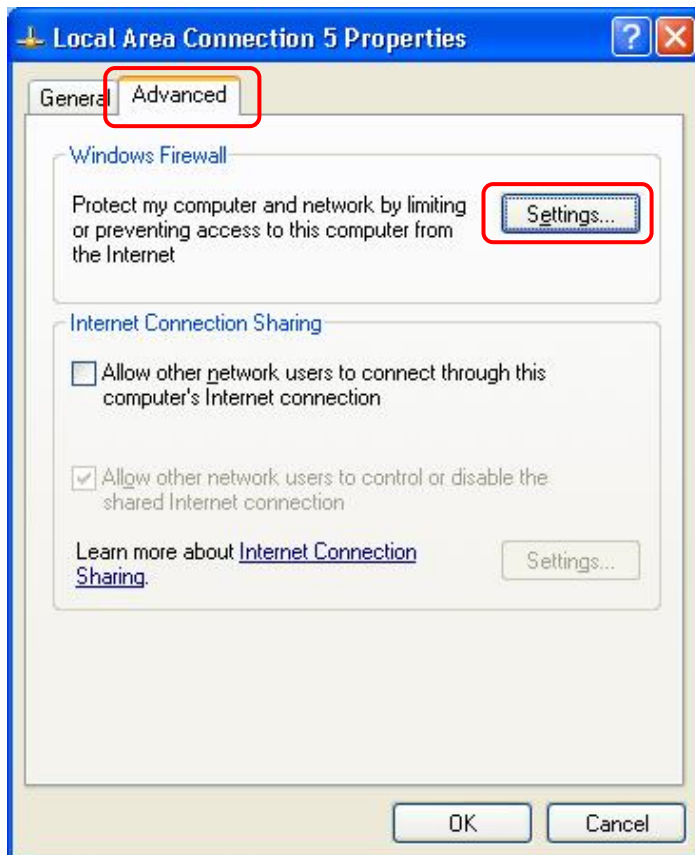 Local Area Connection 5 Properties
General
Advanced
Windows Firewall
Protect my computer and network by limiting
or preventing access to this computer from
the Internet
Settings...
Internet Connection Sharing
Allow other network users to connect through this
computer's Internet connection
Allow other network users to control or disable the
shared Internet connection
Learn more about Internet Connection
Sharing.
Settings...
OK
Cancel